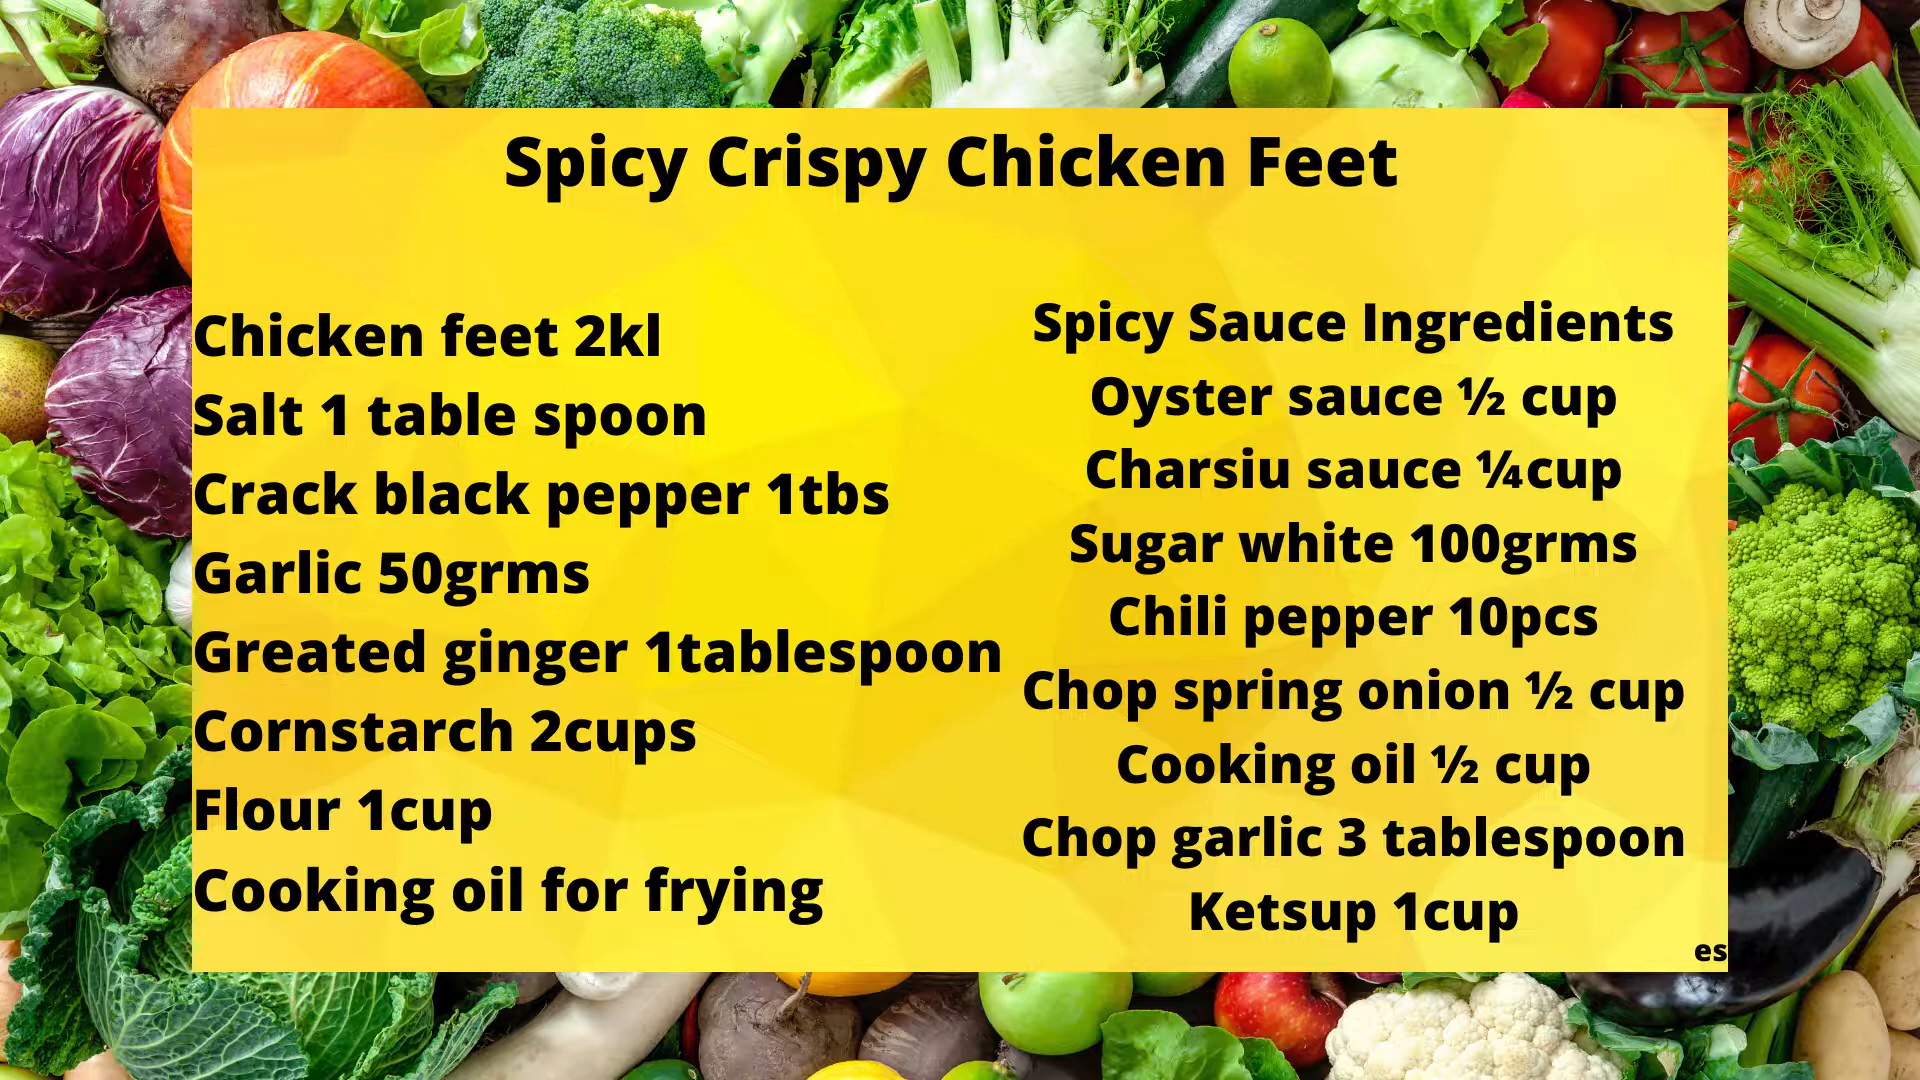 Spicy Crispy Chicken Feet
Chicken feet 2kl
Salt 1 table spoon
Crack black pepper 1tbs
Garlic 50grms
Greated ginger 1tablespoon
Cornstarch 2cups
Flour 1cup
Cooking oil for frying
Spicy Sauce Ingredients
Oyster sauce ½ cup
Charsiu sauce ¼cup
Sugar white 100grms
Chili pepper 10pcs
Chop spring onion ½ cup
Cooking oil ½ cup
Chop garlic 3 tablespoon
Ketsup 1cup
es